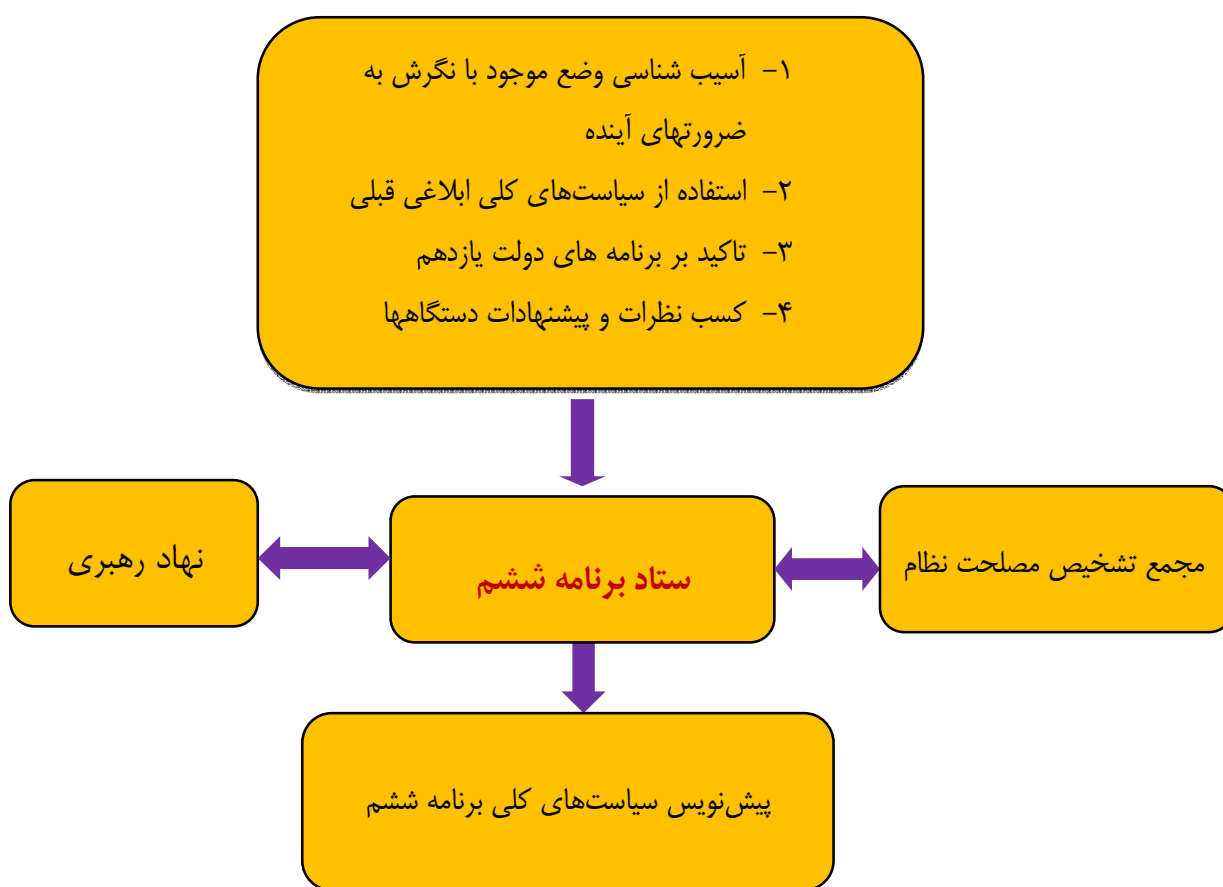 ۱- آسیب شناسی وضع موجود با نگرش به
ضرورتهای آینده
۲- استفاده از سیاست‌های کلی ابلاغی قبلی
۳- تاکید بر برنامه های دولت یازدهم
۴- کسب نظرات و پیشنهادات دستگاهها
مجمع تشخیص مصلحت نظام
ستاد برنامه ششم
نهاد رهبری
پیش‌نویس سیاست‌های کلی برنامه ششم